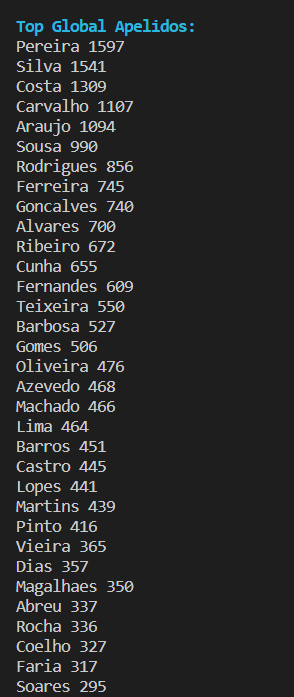 Top Global Apelidos:
Pereira 1597
Silva 1541
Costa 1309
Carvalho 1107
Araujo 1094
Sousa 990
Rodrigues 856
Ferreira 745
Goncalves 740
Alvares 700
Ribeiro 672
Cunha 655
Fernandes 609
Teixeira 550
Barbosa 527
Gomes 506
Oliveira 476
Azevedo 468
Machado 466
Lima 464
Barros 451
Castro 445
Lopes 441
Martins 439
Pinto 416
Vieira 365
Dias 357
Magalhaes 350
Abreu 337
Rocha 336
Coelho 327
Faria 317
Soares 295